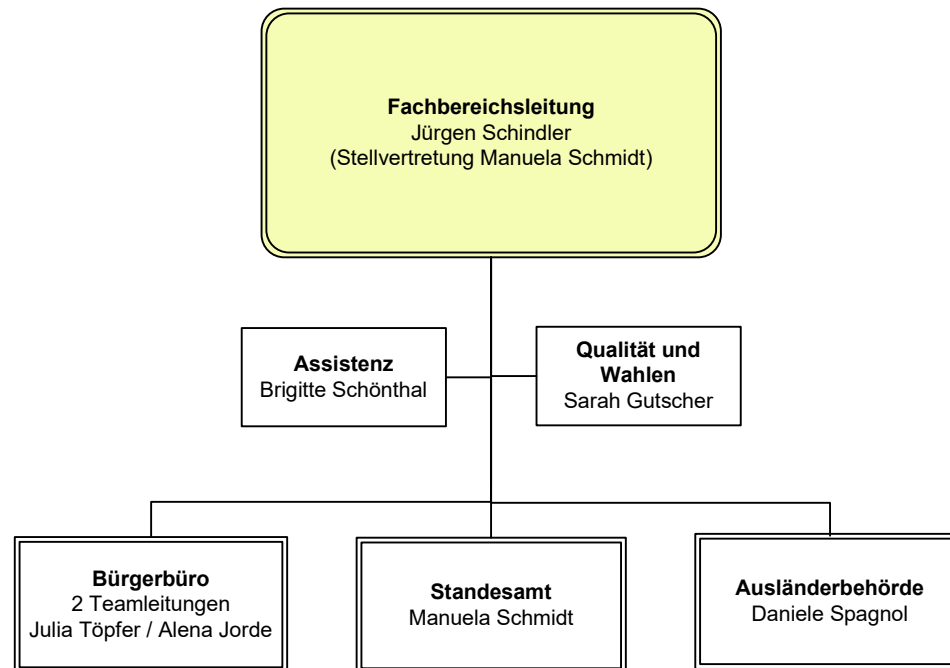 Fachbereichsleitung
Jürgen Schindler
(Stellvertretung Manuela Schmidt)
Assistenz
Brigitte Schönthal
Qualität und
Wahlen
Sarah Gutscher
Bürgerbüro
2 Teamleitungen
Julia Töpfer / Alena Jorde
Standesamt
Manuela Schmidt
Ausländerbehörde
Daniele Spagnol